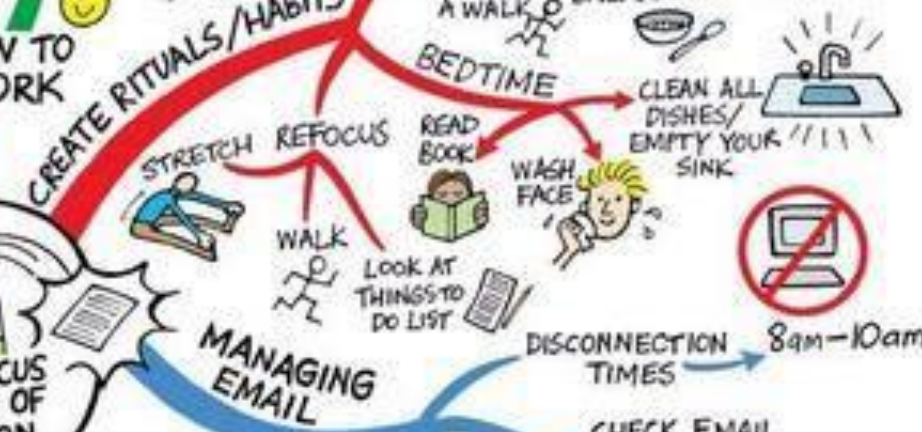 A WALK
N TO
ORK
CREATE RITUALS/HABITS
BEDTIME
CLEAN ALL
DISHES/
EMPTY YOUR
SINK
READ
BOOK
WASH
FACE
STRETCH
REFOCUS
WALK
LOOK AT
THINGS TO
DO LIST
MANAGING
EMAIL
DISCONNECTION
TIMES
8am-10am
CUS
OF
CHECK EMAIL